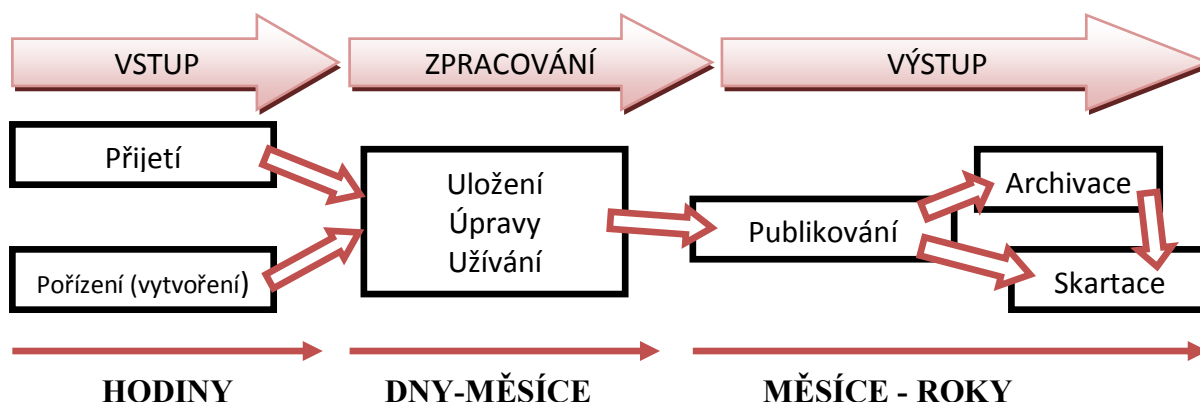 VSTUP
ZPRACOVÁNÍ
VÝSTUP
Přijetí
Pořízení (vytvoření)
Uložení
Úpravy
Užívání
Publikování
Archivace
Skartace
HODINY
DNY-MĚSÍCE
MĚSÍCE - ROKY